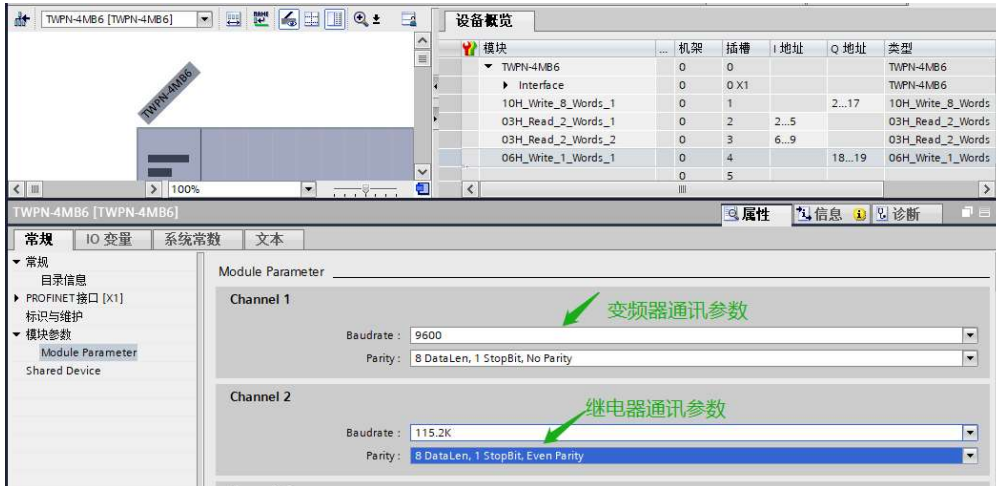 TWPN-4MB6 [TWPN-4MB6]
TWPN-4MB6
100%
设备概览
模块 ... 机架 插槽 I 地址 Q 地址 类型
TWPN-4MB6 0 0 TWPN-4MB6
Interface 0 0 X1 TWPN-4MB6
10H_Write_8_Words_1 0 1 2...17 10H_Write_8_Words
03H_Read_2_Words_1 0 2 2...5 03H_Read_2_Words
03H_Read_2_Words_2 0 3 6...9 03H_Read_2_Words
06H_Write_1_Words_1 0 4 18...19 06H_Write_1_Words
0 5
TWPN-4MB6 [TWPN-4MB6]
属性 信息 诊断
常规 IO 变量 系统常数 文本
常规
目录信息
PROFINET接口 [X1]
标识与维护
模块参数
Module Parameter
Shared Device
Module Parameter
Channel 1
变频器通讯参数
Baudrate : 9600
Parity : 8 DataLen, 1 StopBit, No Parity
Channel 2
继电器通讯参数
Baudrate : 115.2K
Parity : 8 DataLen, 1 StopBit, Even Parity